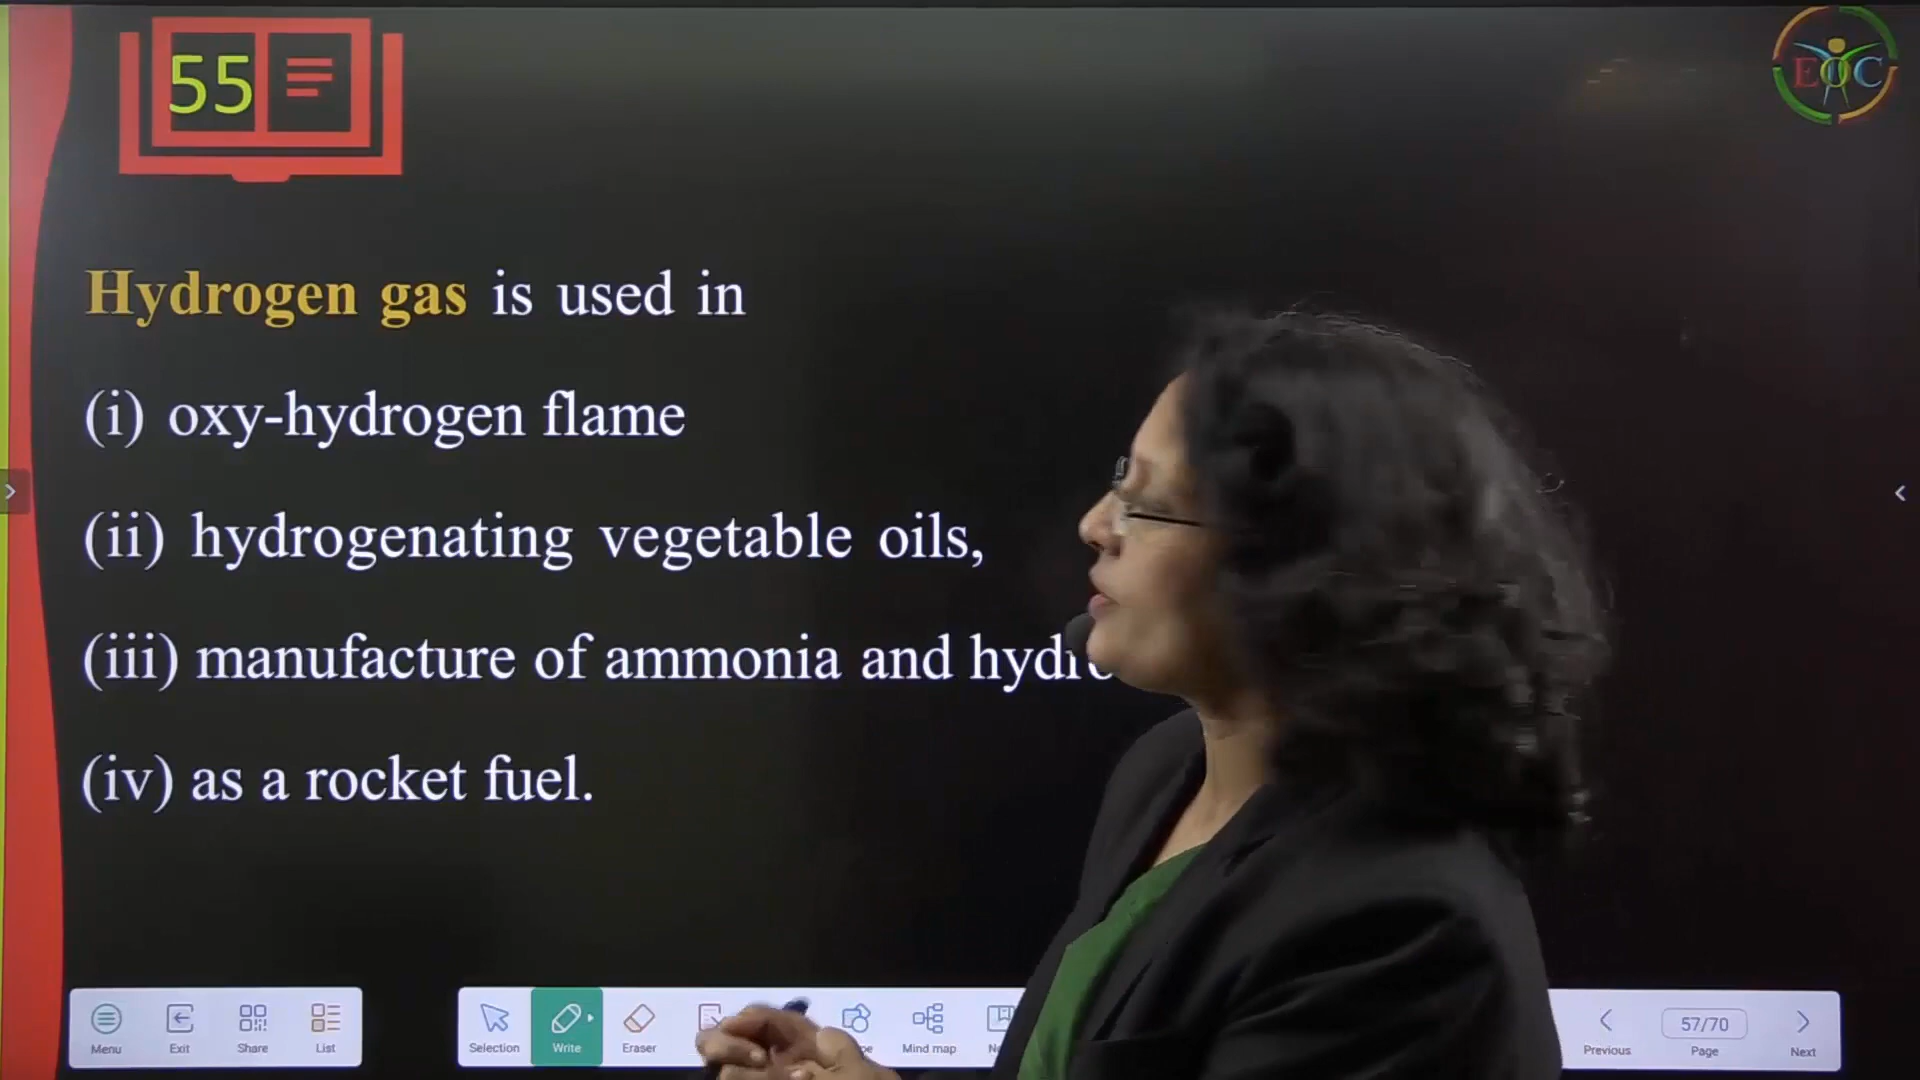 55
EOC
Hydrogen gas is used in
(i) oxy-hydrogen flame
(ii) hydrogenating vegetable oils,
(iii) manufacture of ammonia and
(iv) as a rocket fuel.
Menu Exit Share List
Selection Write Eraser Mind map
Previous 57/70 Page Next